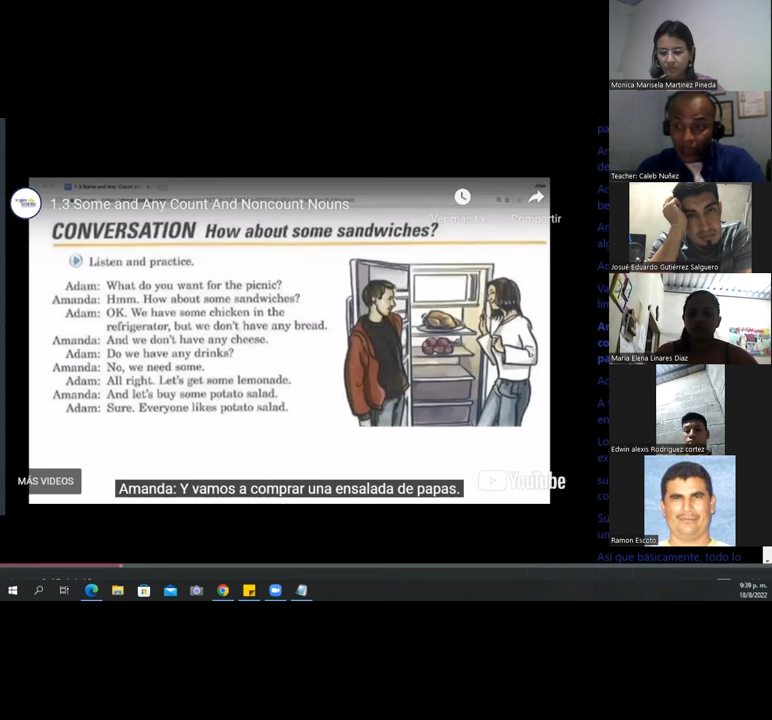 1.3 Some and Any Count And Noncount Nouns
Compartir
CONVERSATION How about some sandwiches?
Listen and practice.
Adam: What do you want for the picnic?
Amanda: Hmm. How about some sandwiches?
Adam: OK. We have some chicken in the
refrigerator, but we don't have any bread.
Amanda: And we don't have any cheese.
Adam: Do we have any drinks?
Amanda: No, we need some.
Adam: All right. Let's get some lemonade.
Amanda: And let's buy some potato salad.
Adam: Sure. Everyone likes potato salad.
MÁS VIDEOS
YouTube
Amanda: Y vamos a comprar una ensalada de papas.
Monica Marisela Martinez Pineda
Teacher: Caleb Nuñez
Josué Eduardo Gutiérrez Salguero
Maria Elena Linares Diaz
Edwin alexis Rodriguez cortez
Ramon Escoto
Así que básicamente, todo lo
9:39 p. m.
18/8/2022